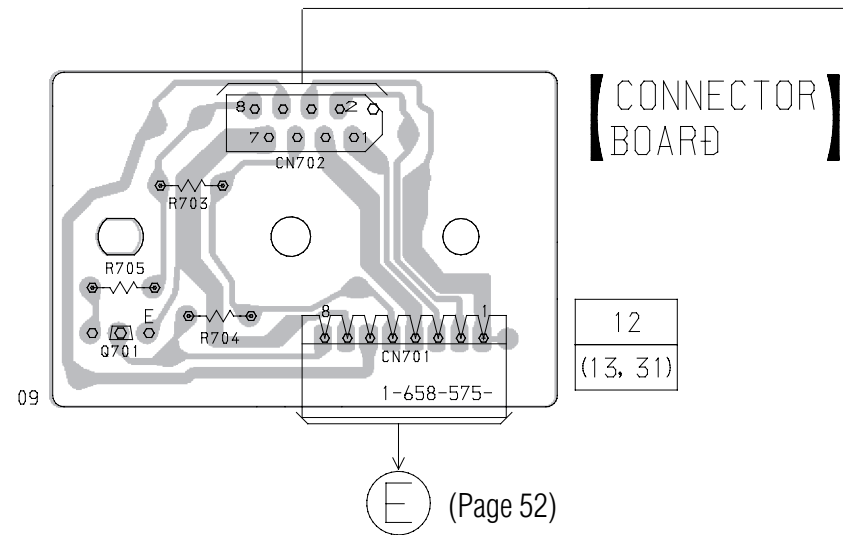 CONNECTOR
BOARD
8 2
7 1
CN702
R703
R705
E
Q701
R704
8 1
CN701
1-658-575-
12
(13, 31)
09
E (Page 52)